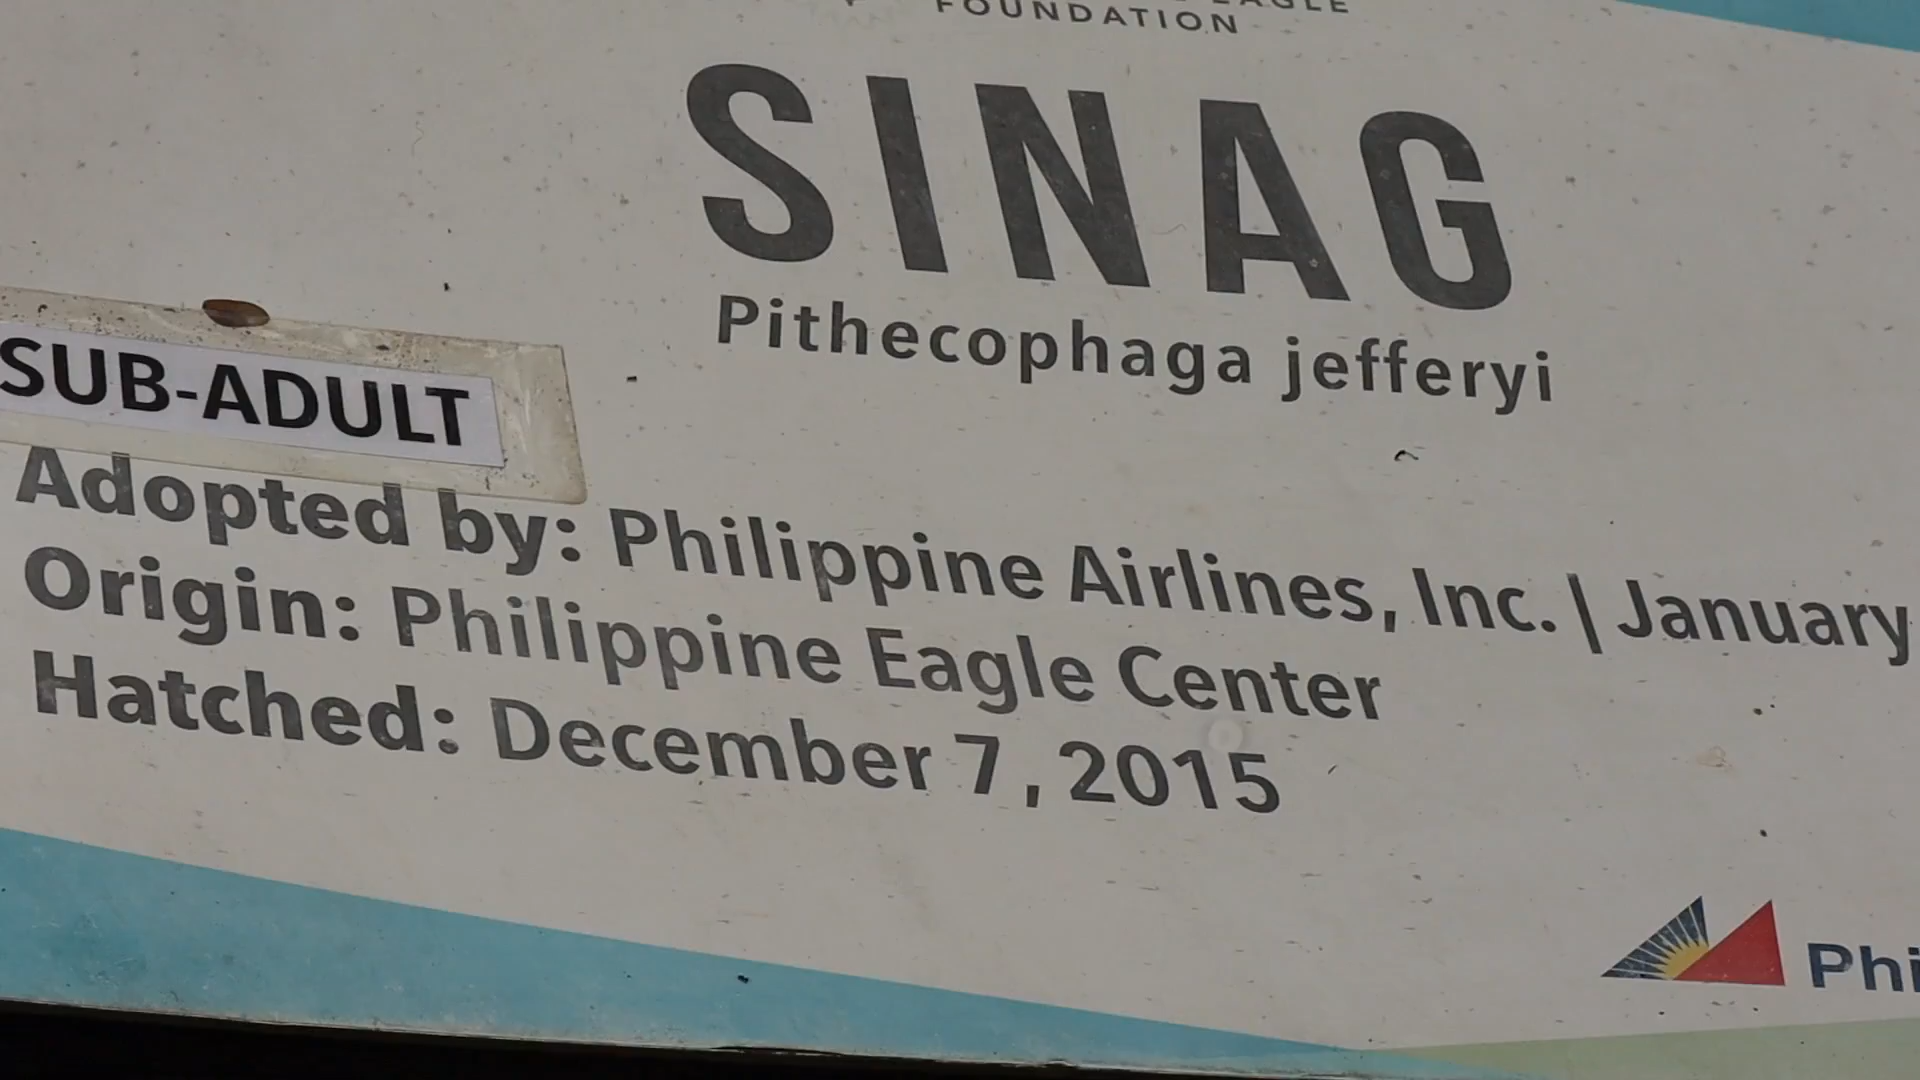 FOUNDATION
SINAG
Pithecophaga jefferyi
SUB-ADULT
Adopted by: Philippine Airlines, Inc. | January
Origin: Philippine Eagle Center
Hatched: December 7, 2015
Phi